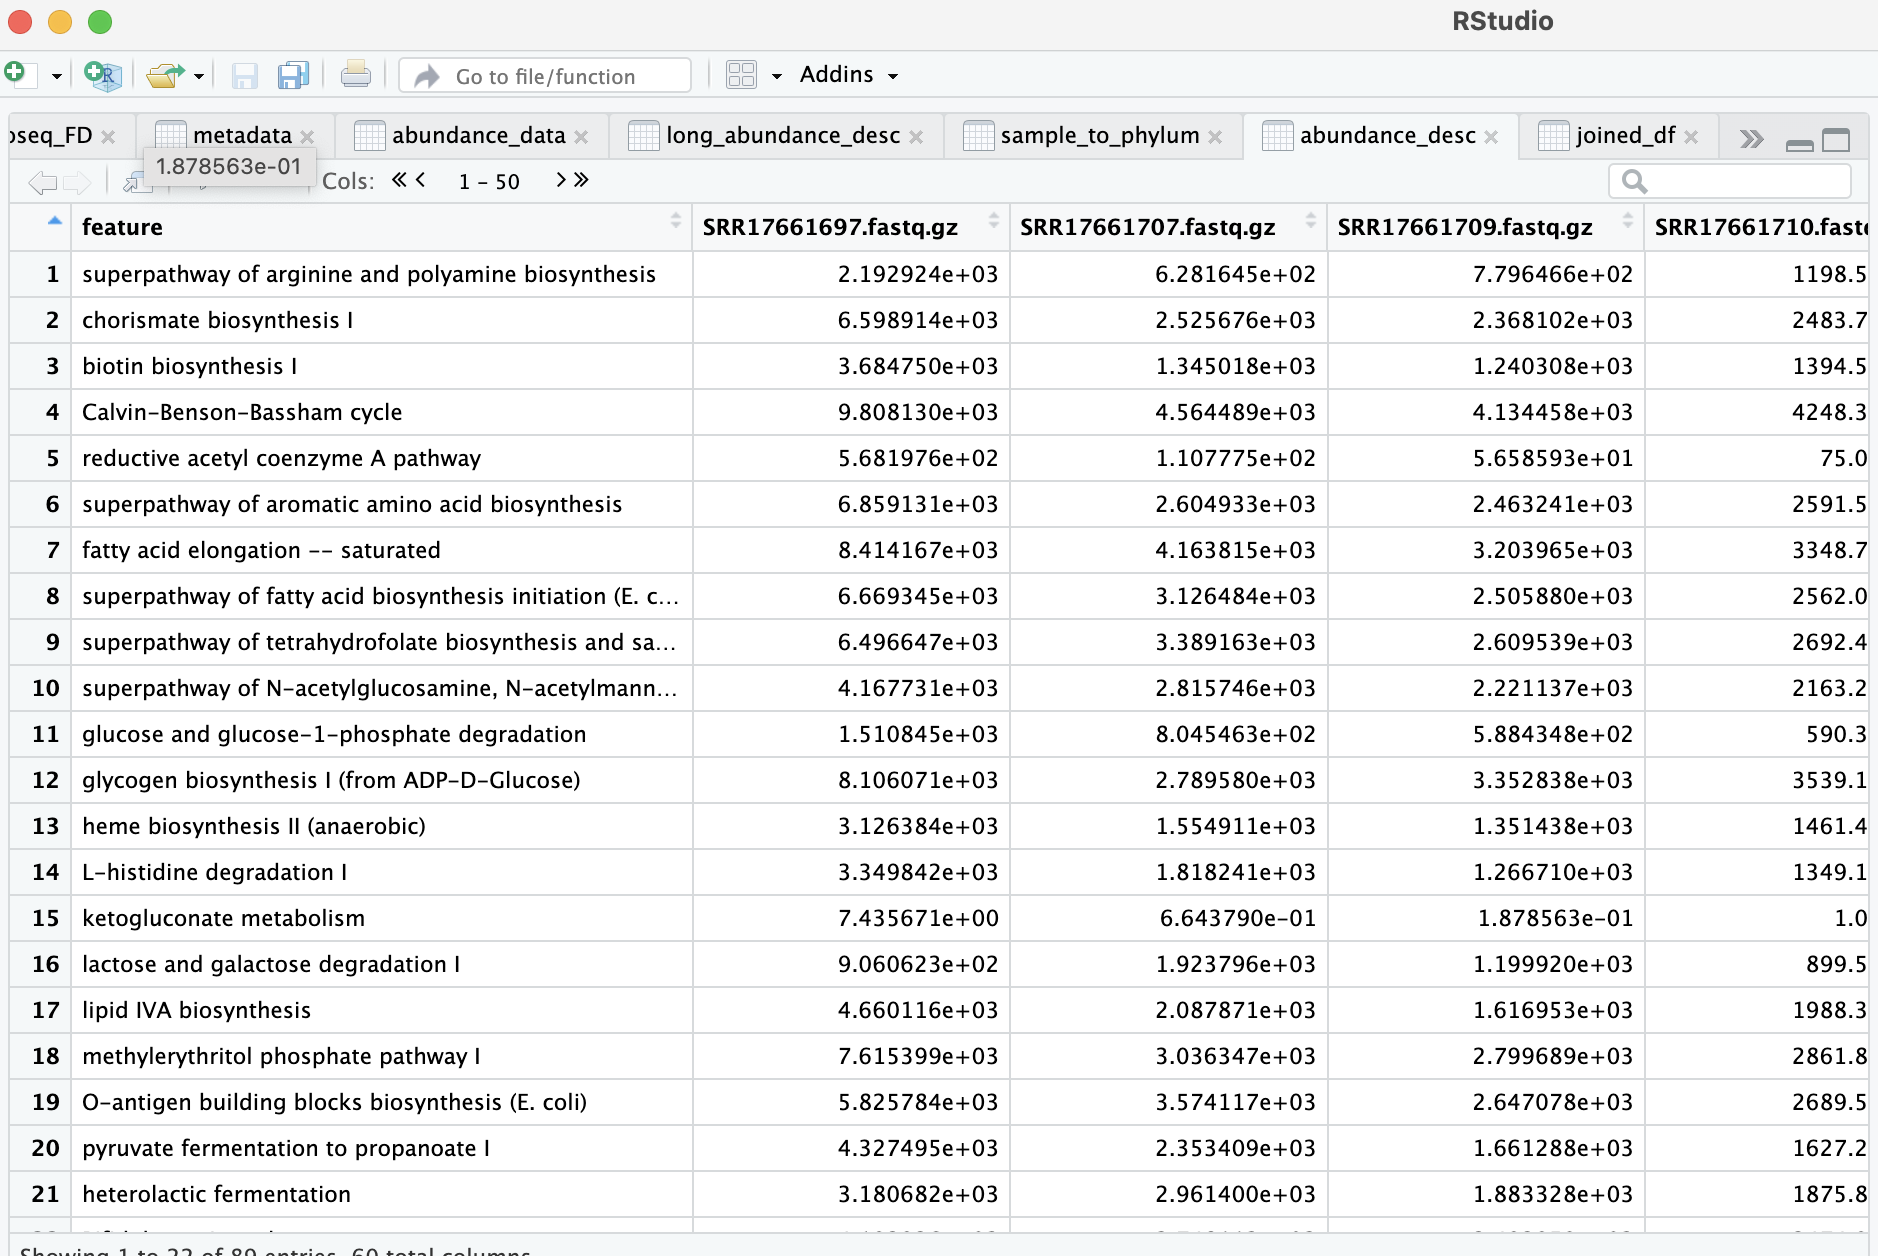 RStudio
Go to file/function Addins
oseq_FD metadata abundance_data long_abundance_desc sample_to_phylum abundance_desc joined_df
1.878563e-01 Cols: 1 - 50
feature SRR17661697.fastq.gz SRR17661707.fastq.gz SRR17661709.fastq.gz SRR17661710.fast
1 superpathway of arginine and polyamine biosynthesis 2.192924e+03 6.281645e+02 7.796466e+02 1198.5
2 chorismate biosynthesis I 6.598914e+03 2.525676e+03 2.368102e+03 2483.7
3 biotin biosynthesis I 3.684750e+03 1.345018e+03 1.240308e+03 1394.5
4 Calvin-Benson-Bassham cycle 9.808130e+03 4.564489e+03 4.134458e+03 4248.3
5 reductive acetyl coenzyme A pathway 5.681976e+02 1.107775e+02 5.658593e+01 75.0
6 superpathway of aromatic amino acid biosynthesis 6.859131e+03 2.604933e+03 2.463241e+03 2591.5
7 fatty acid elongation -- saturated 8.414167e+03 4.163815e+03 3.203965e+03 3348.7
8 superpathway of fatty acid biosynthesis initiation (E. c... 6.669345e+03 3.126484e+03 2.505880e+03 2562.0
9 superpathway of tetrahydrofolate biosynthesis and sa... 6.496647e+03 3.389163e+03 2.609539e+03 2692.4
10 superpathway of N-acetylglucosamine, N-acetylmann... 4.167731e+03 2.815746e+03 2.221137e+03 2163.2
11 glucose and glucose-1-phosphate degradation 1.510845e+03 8.045463e+02 5.884348e+02 590.3
12 glycogen biosynthesis I (from ADP-D-Glucose) 8.106071e+03 2.789580e+03 3.352838e+03 3539.1
13 heme biosynthesis II (anaerobic) 3.126384e+03 1.554911e+03 1.351438e+03 1461.4
14 L-histidine degradation I 3.349842e+03 1.818241e+03 1.266710e+03 1349.1
15 ketogluconate metabolism 7.435671e+00 6.643790e-01 1.878563e-01 1.0
16 lactose and galactose degradation I 9.060623e+02 1.923796e+03 1.199920e+03 899.5
17 lipid IVA biosynthesis 4.660116e+03 2.087871e+03 1.616953e+03 1988.3
18 methylerythritol phosphate pathway I 7.615399e+03 3.036347e+03 2.799689e+03 2861.8
19 O-antigen building blocks biosynthesis (E. coli) 5.825784e+03 3.574117e+03 2.647078e+03 2689.5
20 pyruvate fermentation to propanoate I 4.327495e+03 2.353409e+03 1.661288e+03 1627.2
21 heterolactic fermentation 3.180682e+03 2.961400e+03 1.883328e+03 1875.8
Showing 1 to 22 of 89 entries, 60 total columns